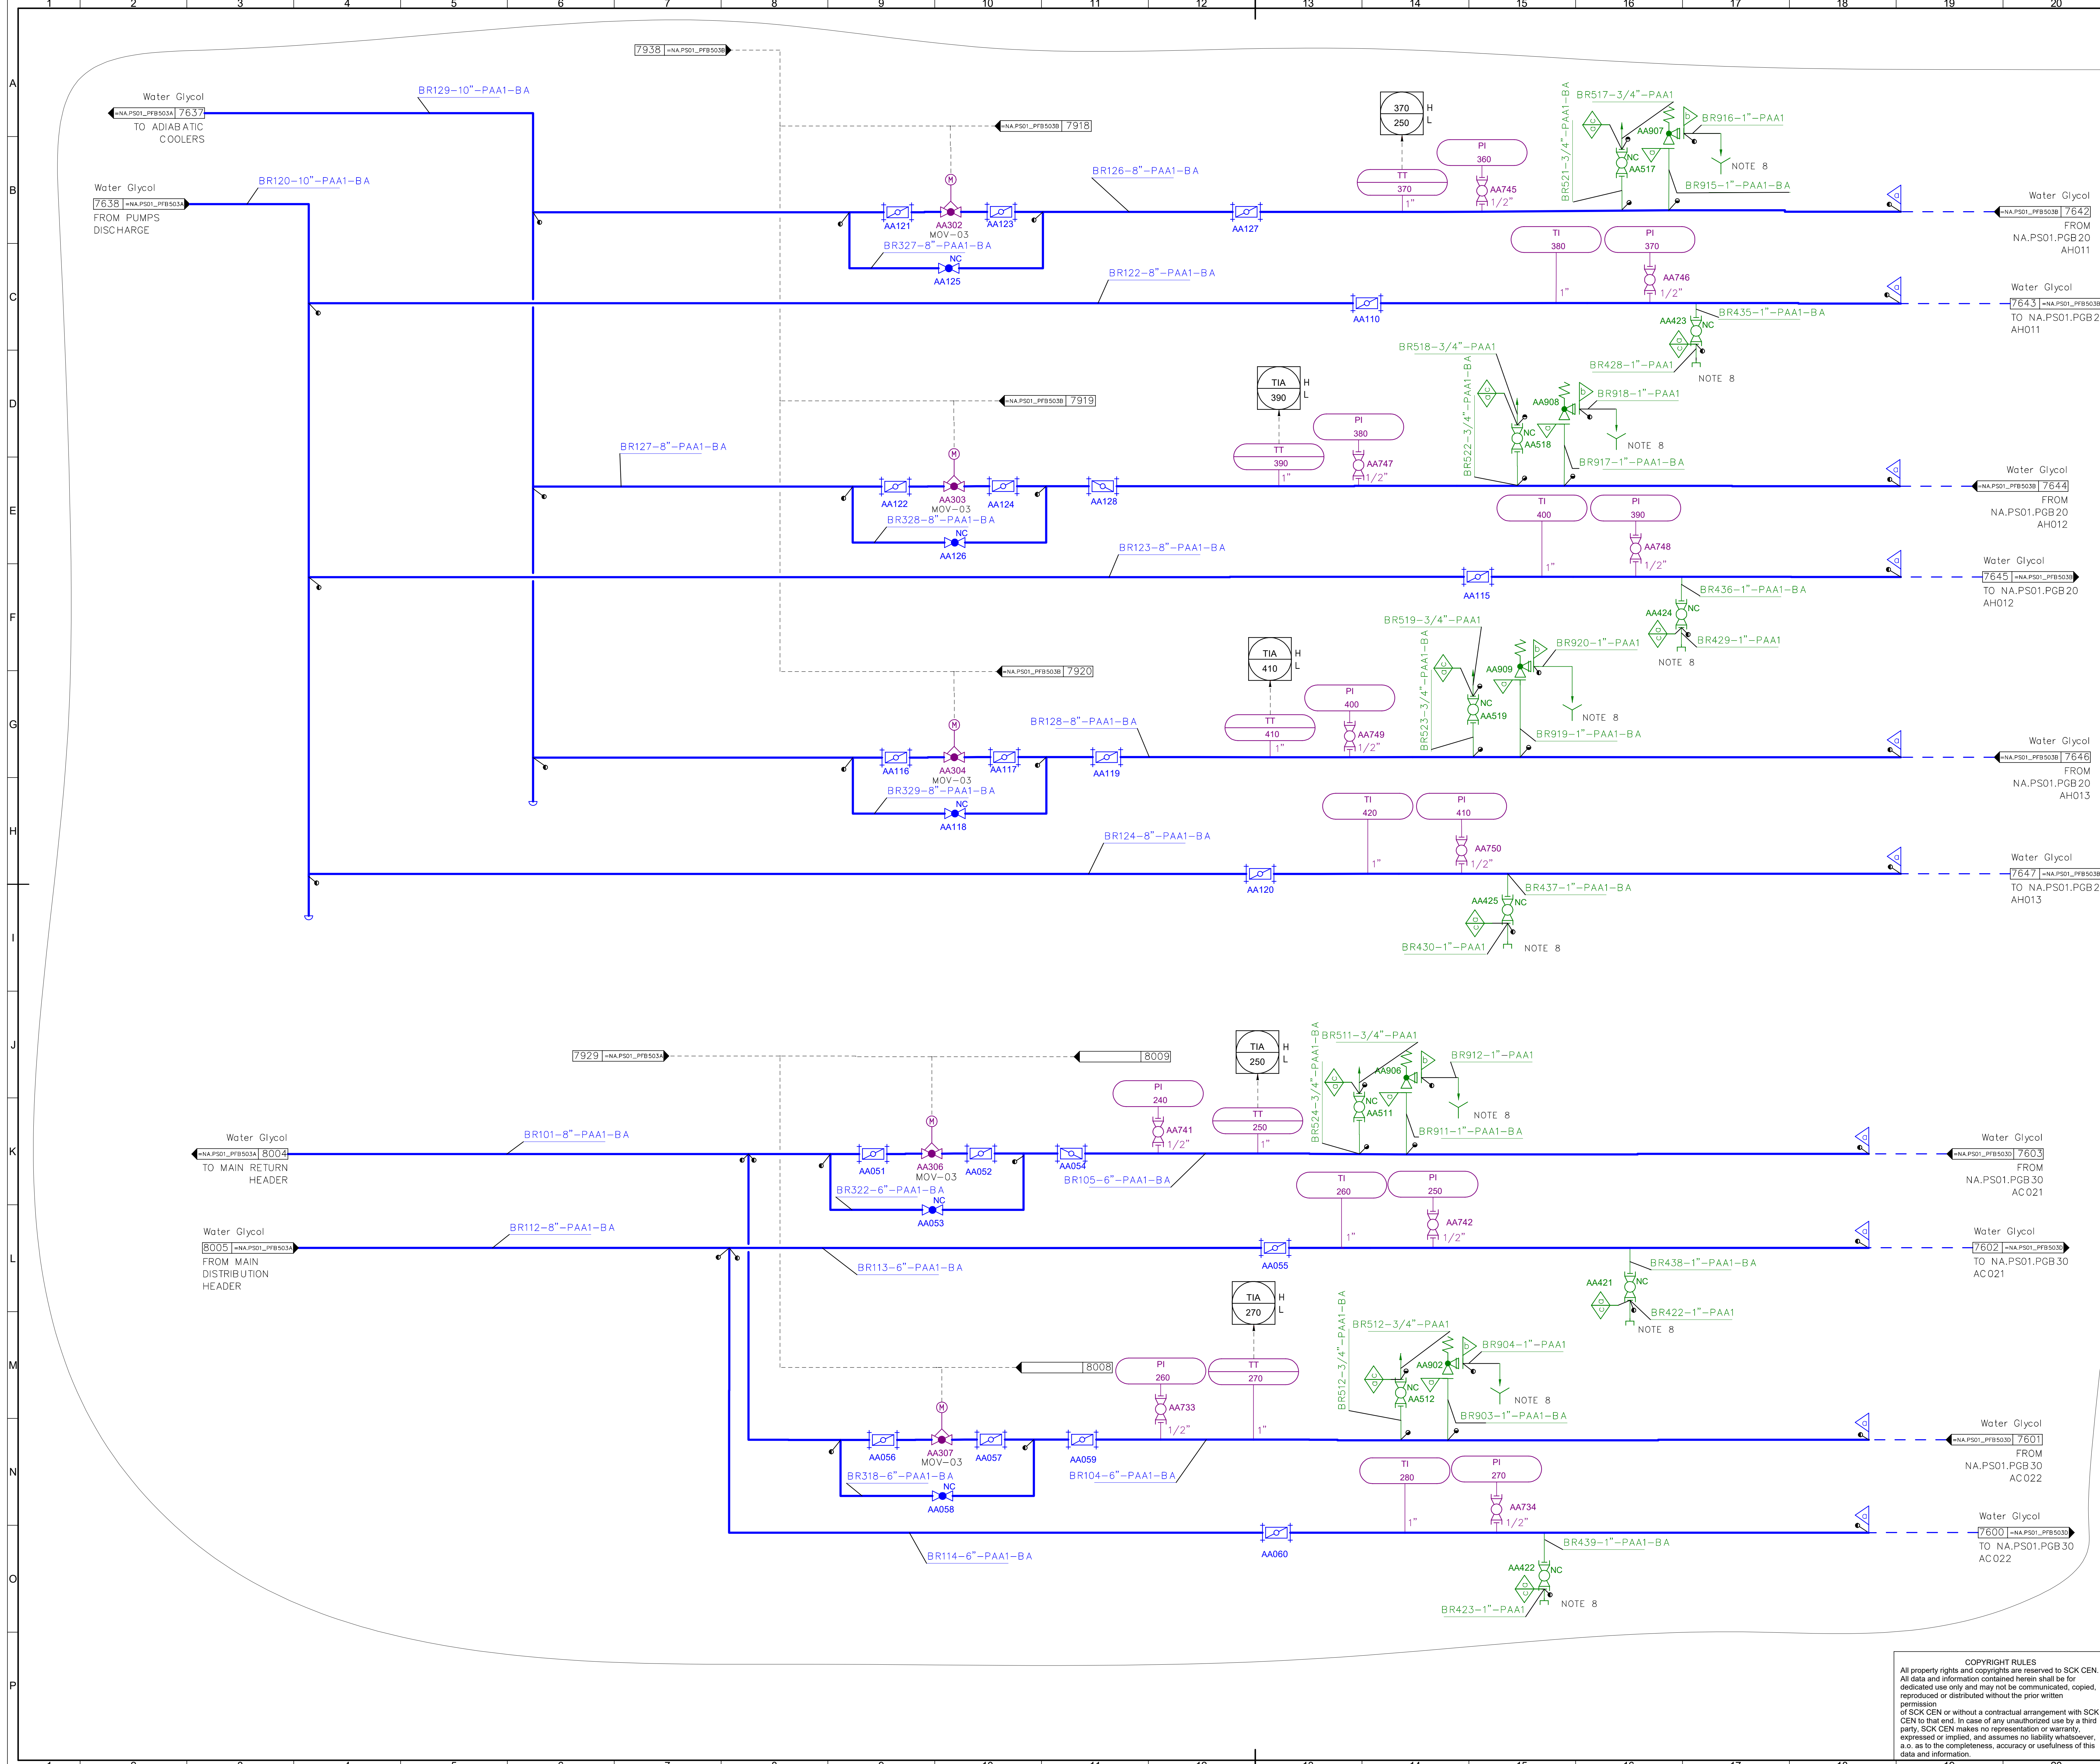 1 2 3 4 5 6 7 8 9 10 11 12 13 14 15 16 17 18 19 20
A
B
C
D
E
F
G
H
I
J
K
L
M
N
O
P
7938 =NA.PS01_PFB503B
Water Glycol
=NA.PS01_PFB503A 7637
TO ADIABATIC
COOLERS
BR129-10"-PAA1-BA
Water Glycol
7638 =NA.PS01_PFB503A
FROM PUMPS
DISCHARGE
BR120-10"-PAA1-BA
=NA.PS01_PFB503B 7918
M
AA121
AA302
MOV-03
AA123
BR327-8"-PAA1-BA
NC
AA125
BR126-8"-PAA1-BA
AA127
370
250
H
L
TT
370
1"
PI
360
AA745
1/2"
BR521-3/4"-PAA1-BA
BR517-3/4"-PAA1
NC
AA517
AA907
BR916-1"-PAA1
NOTE 8
BR915-1"-PAA1-BA
Water Glycol
=NA.PS01_PFB503B 7642
FROM
NA.PS01.PGB20
AH011
BR122-8"-PAA1-BA
AA110
TI
380
1"
PI
370
AA746
1/2"
BR435-1"-PAA1-BA
AA423
NC
BR428-1"-PAA1
NOTE 8
Water Glycol
7643 =NA.PS01_PFB503B
TO NA.PS01.PGB2
AH011
=NA.PS01_PFB503B 7919
BR127-8"-PAA1-BA
M
AA122
AA303
MOV-03
AA124
AA128
BR328-8"-PAA1-BA
NC
AA126
TIA
390
H
L
TT
390
1"
PI
380
AA747
1/2"
BR522-3/4"-PAA1-BA
BR518-3/4"-PAA1
NC
AA518
AA908
BR918-1"-PAA1
NOTE 8
BR917-1"-PAA1-BA
Water Glycol
=NA.PS01_PFB503B 7644
FROM
NA.PS01.PGB20
AH012
BR123-8"-PAA1-BA
AA115
TI
400
1"
PI
390
AA748
1/2"
BR436-1"-PAA1-BA
AA424
NC
BR429-1"-PAA1
NOTE 8
Water Glycol
7645 =NA.PS01_PFB503B
TO NA.PS01.PGB20
AH012
=NA.PS01_PFB503B 7920
M
AA116
AA304
MOV-03
AA117
AA119
BR329-8"-PAA1-BA
NC
AA118
BR128-8"-PAA1-BA
TIA
410
H
L
TT
410
1"
PI
400
AA749
1/2"
BR523-3/4"-PAA1-BA
BR519-3/4"-PAA1
NC
AA519
AA909
BR920-1"-PAA1
NOTE 8
BR919-1"-PAA1-BA
Water Glycol
=NA.PS01_PFB503B 7646
FROM
NA.PS01.PGB20
AH013
BR124-8"-PAA1-BA
AA120
TI
420
1"
PI
410
AA750
1/2"
BR437-1"-PAA1-BA
AA425
NC
BR430-1"-PAA1
NOTE 8
Water Glycol
7647 =NA.PS01_PFB503B
TO NA.PS01.PGB2
AH013
7929 =NA.PS01_PFB503A
8009
Water Glycol
=NA.PS01_PFB503A 8004
TO MAIN RETURN
HEADER
BR101-8"-PAA1-BA
M
AA051
AA306
MOV-03
AA052
AA054
BR322-6"-PAA1-BA
NC
AA053
BR105-6"-PAA1-BA
PI
240
AA741
1/2"
TIA
250
H
L
TT
250
1"
BR524-3/4"-PAA1-BA
BR511-3/4"-PAA1
NC
AA511
AA906
BR912-1"-PAA1
NOTE 8
BR911-1"-PAA1-BA
Water Glycol
=NA.PS01_PFB503D 7603
FROM
NA.PS01.PGB30
AC021
Water Glycol
8005 =NA.PS01_PFB503A
FROM MAIN
DISTRIBUTION
HEADER
BR112-8"-PAA1-BA
BR113-6"-PAA1-BA
AA055
TI
260
1"
PI
250
AA742
1/2"
BR438-1"-PAA1-BA
AA421
NC
BR422-1"-PAA1
NOTE 8
Water Glycol
7602 =NA.PS01_PFB503D
TO NA.PS01.PGB30
AC021
8008
M
AA056
AA307
MOV-03
AA057
AA059
BR318-6"-PAA1-BA
NC
AA058
BR104-6"-PAA1-BA
PI
260
AA733
1/2"
TIA
270
H
L
TT
270
1"
BR512-3/4"-PAA1-BA
BR512-3/4"-PAA1
NC
AA512
AA902
BR904-1"-PAA1
NOTE 8
BR903-1"-PAA1-BA
Water Glycol
=NA.PS01_PFB503D 7601
FROM
NA.PS01.PGB30
AC022
BR114-6"-PAA1-BA
AA060
TI
280
1"
PI
270
AA734
1/2"
BR439-1"-PAA1-BA
AA422
NC
BR423-1"-PAA1
NOTE 8
Water Glycol
7600 =NA.PS01_PFB503D
TO NA.PS01.PGB30
AC022
COPYRIGHT RULES
All property rights and copyrights are reserved to SCK CEN.
All data and information contained herein shall be for
dedicated use only and may not be communicated, copied,
reproduced or distributed without the prior written
permission
of SCK CEN or without a contractual arrangement with SCK
CEN to that end. In case of any unauthorized use by a third
party, SCK CEN makes no representation or warranty,
expressed or implied, and assumes no liability whatsoever,
a.o. as to the completeness, accuracy or usefulness of this
data and information.